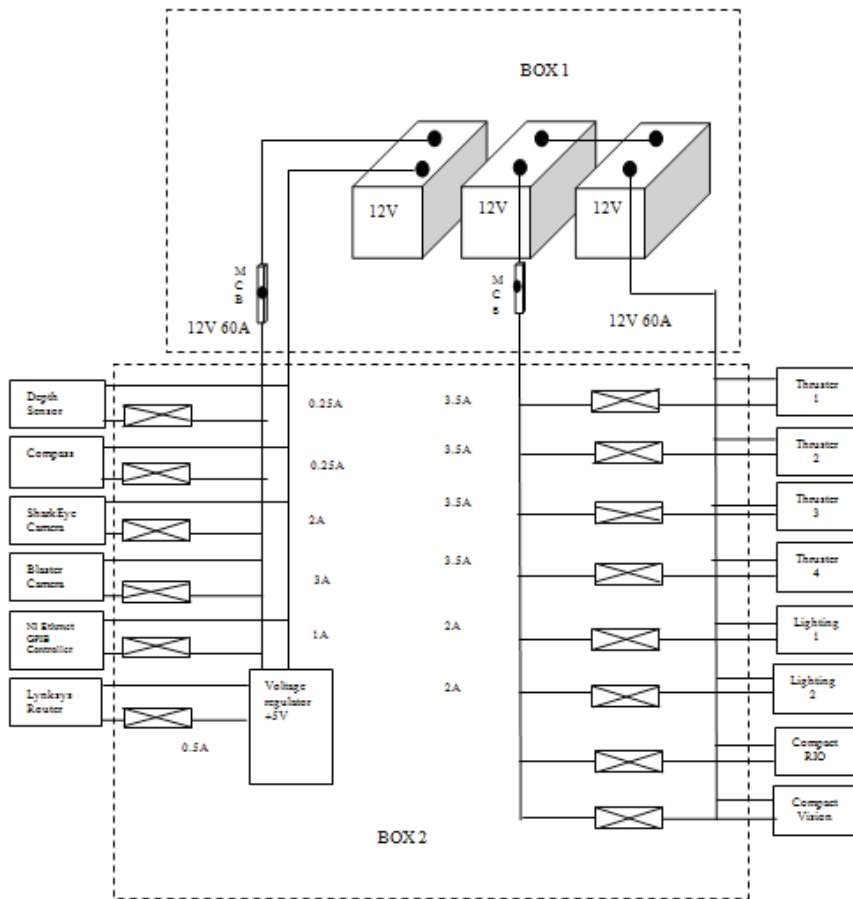 BOX 1
12V
12V
12V
M
C
B
M
C
B
12V 60A
12V 60A
Depth
Sensor
0.25A
3.5A
Thruster
1
Compass
0.25A
3.5A
Thruster
2
SharkEye
Camera
2A
3.5A
Thruster
3
Blaster
Camera
3A
3.5A
Thruster
4
NI Ethrnet
GPIB
Controller
1A
2A
Lighting
1
Lynksys
Router
Voltage
regulator
+5V
2A
Lighting
2
0.5A
Compact
RIO
Compact
Vision
BOX 2